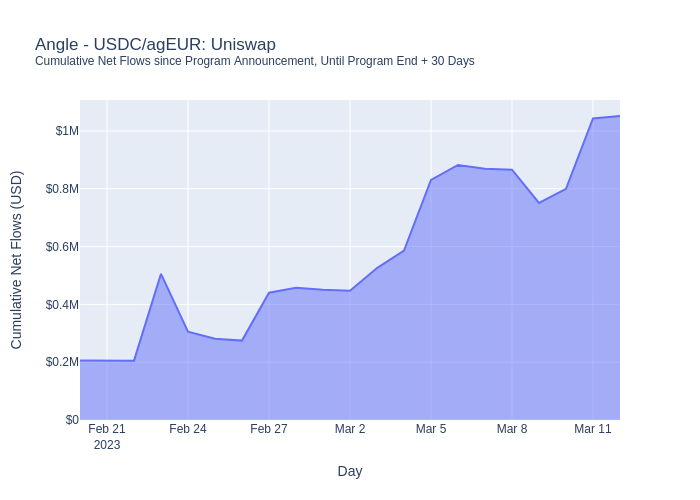 Angle - USDC/agEUR: Uniswap
Cumulative Net Flows since Program Announcement, Until Program End + 30 Days
Cumulative Net Flows (USD)
$1M
$0.8M
$0.6M
$0.4M
$0.2M
$0
Feb 21 Feb 24 Feb 27 Mar 2 Mar 5 Mar 8 Mar 11
2023
Day